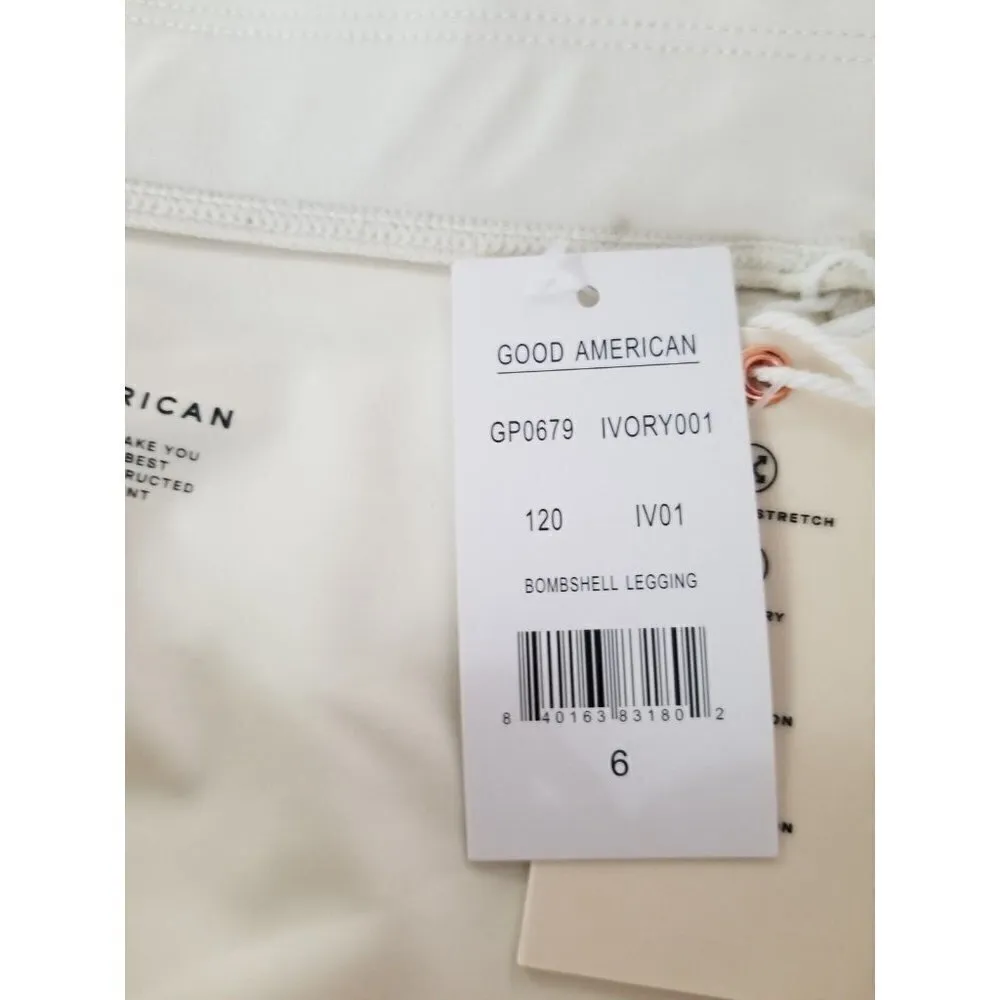 GOOD AMERICAN
GP0679 IVORY001
120 IV01
BOMBSHELL LEGGING
8 40163 83180 2
6
RICAN
AKE YOU
BEST
RUCTED
NT
STRETCH
RY
ON
N